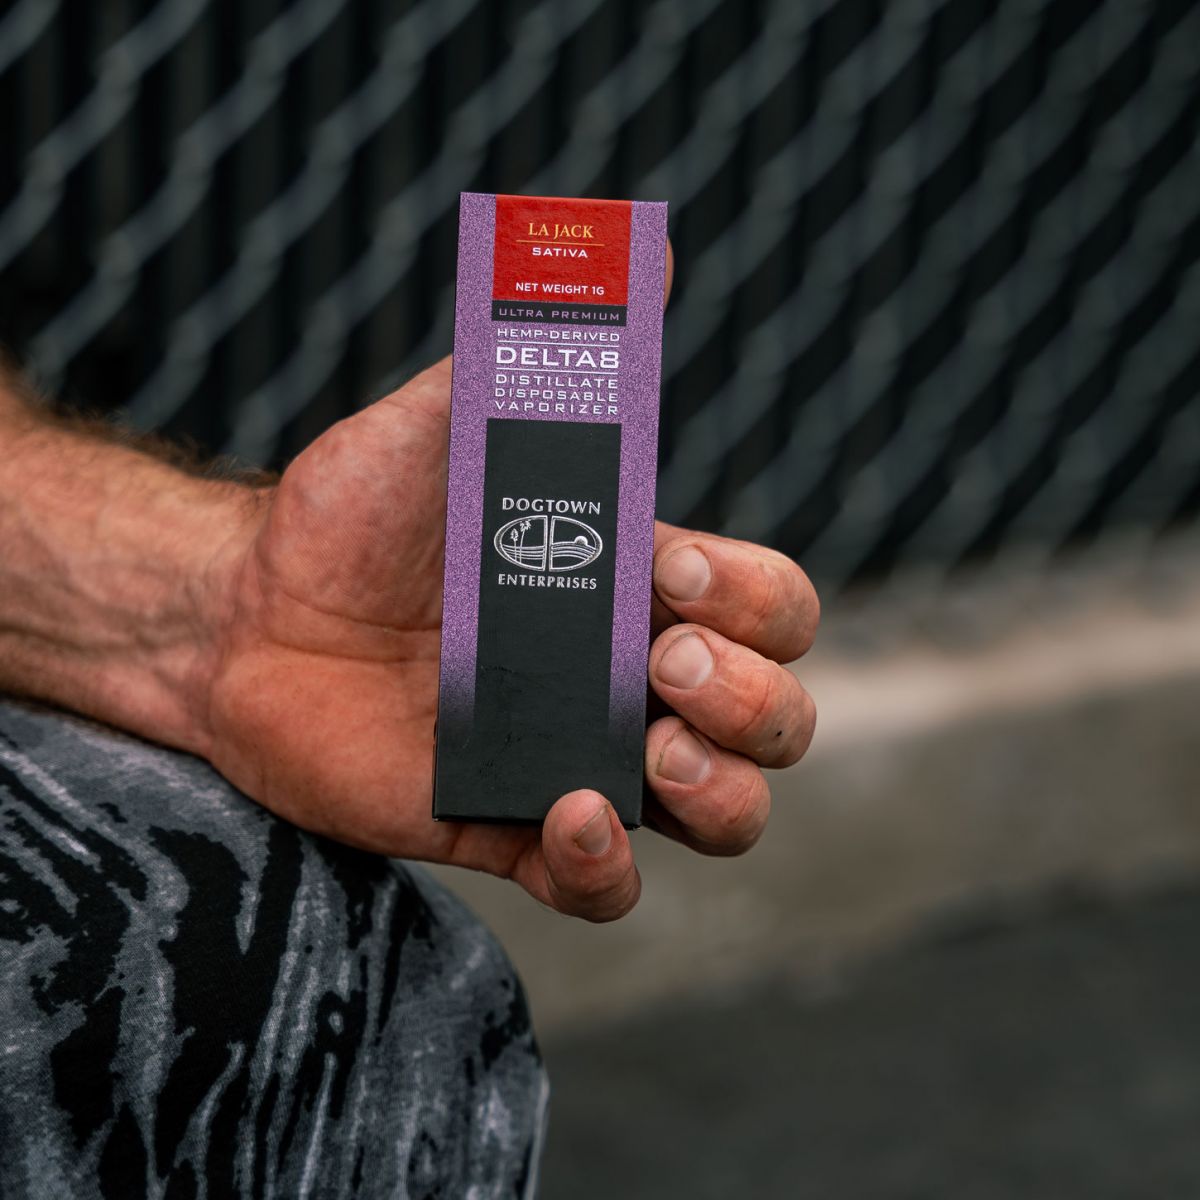 LA JACK
SATIVA
NET WEIGHT 1G
ULTRA PREMIUM
HEMP-DERIVED
DELTA8
DISTILLATE
DISPOSABLE
VAPORIZER
DOGTOWN
ENTERPRISES